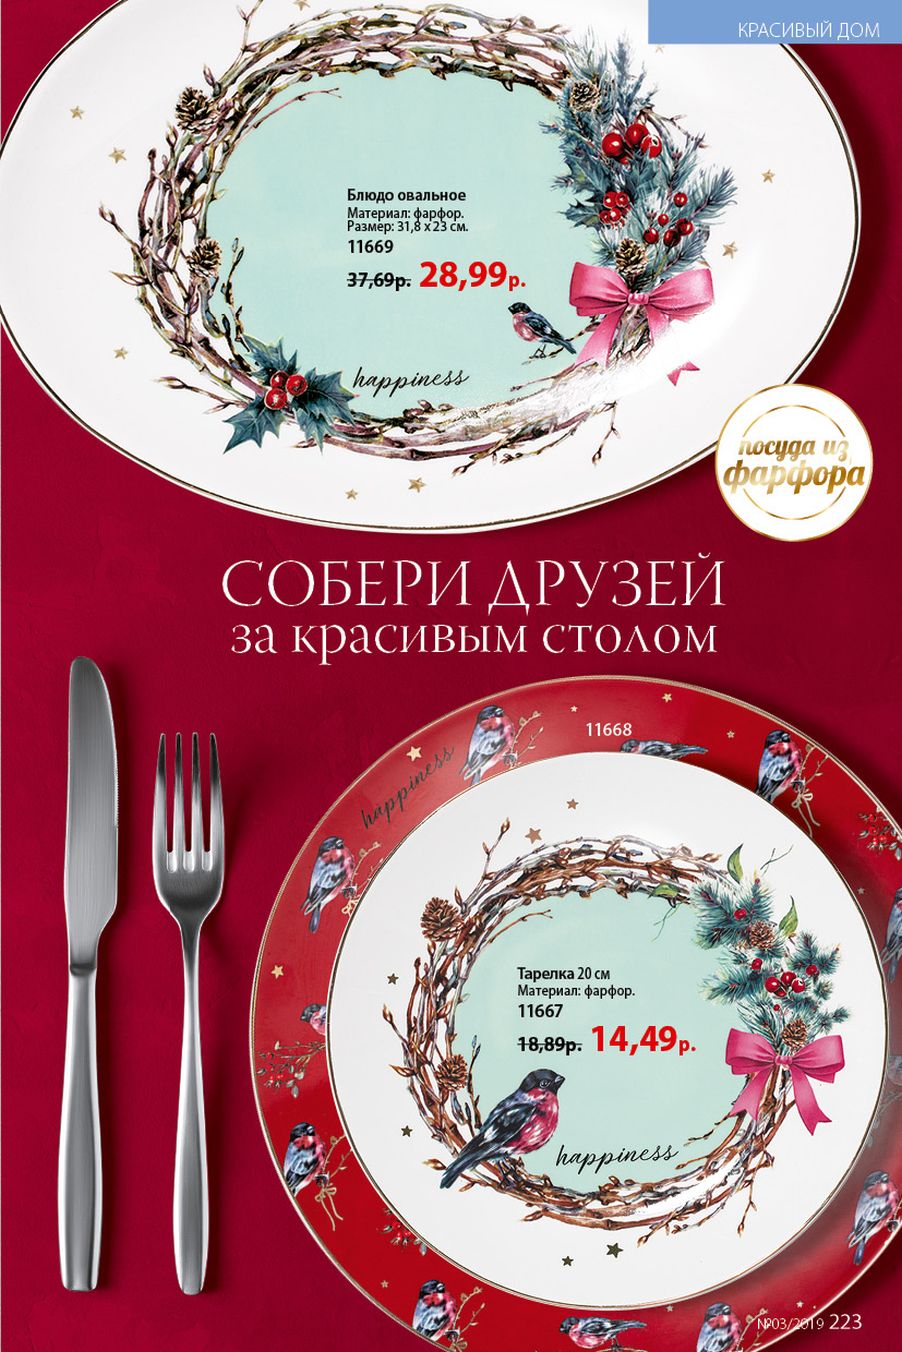 КРАСИВЫЙ ДОМ
Блюдо овальное
Материал: фарфор.
Размер: 31,8 х 23 см.
11669
37,69р. 28,99р.
happiness
посуда из
фарфора
СОБЕРИ ДРУЗЕЙ
за красивым столом
11668
happiness
Тарелка 20 см
Материал: фарфор.
11667
18,89р. 14,49р.
happiness
№03/2019 223